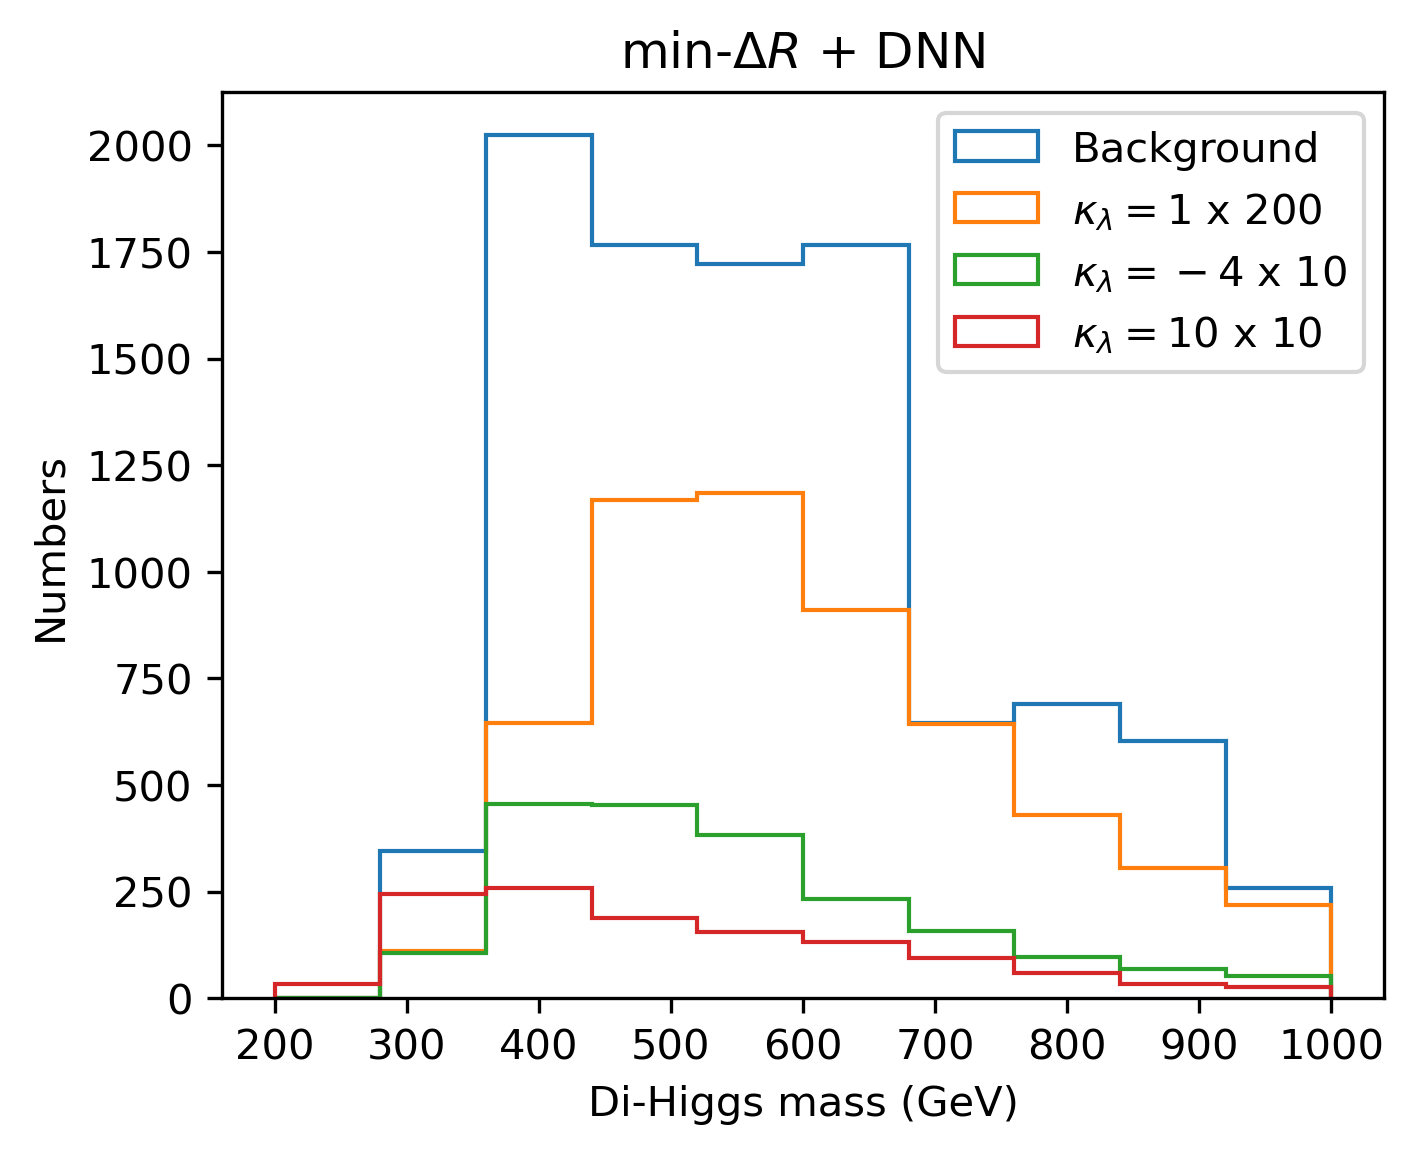 min-ΔR + DNN
Numbers
2000
1750
1500
1250
1000
750
500
250
0
Background
κλ = 1 x 200
κλ = − 4 x 10
κλ = 10 x 10
200 300 400 500 600 700 800 900 1000
Di-Higgs mass (GeV)